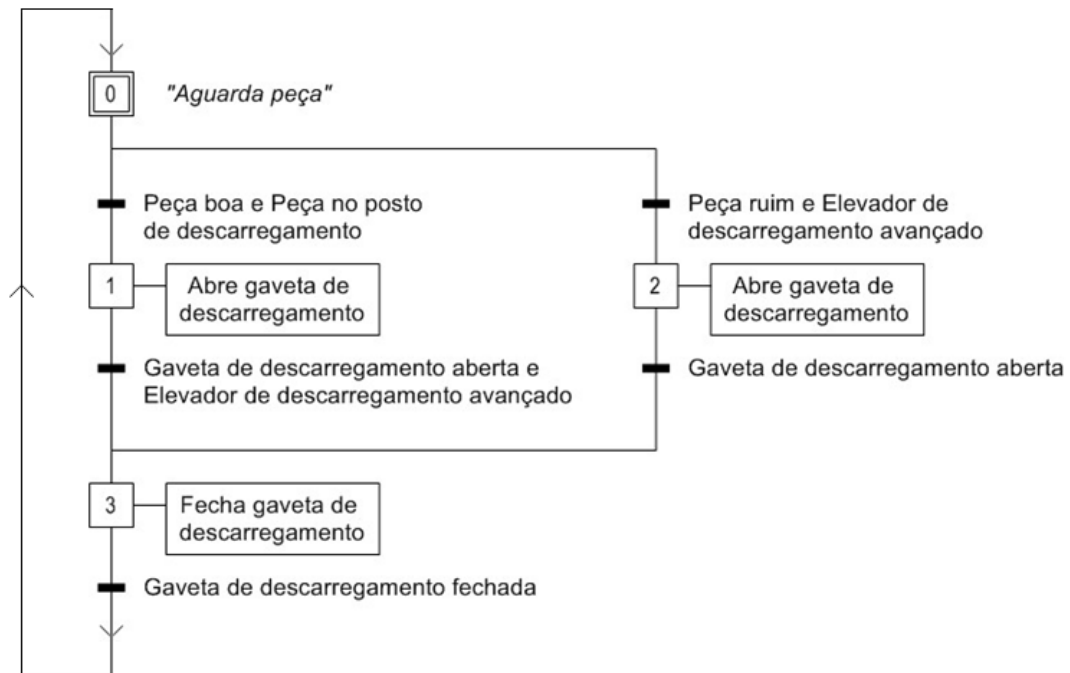 0
"Aguarda peça"
Peça boa e Peça no posto
de descarregamento
Peça ruim e Elevador de
descarregamento avançado
1
Abre gaveta de
descarregamento
2
Abre gaveta de
descarregamento
Gaveta de descarregamento aberta e
Elevador de descarregamento avançado
Gaveta de descarregamento aberta
3
Fecha gaveta de
descarregamento
Gaveta de descarregamento fechada